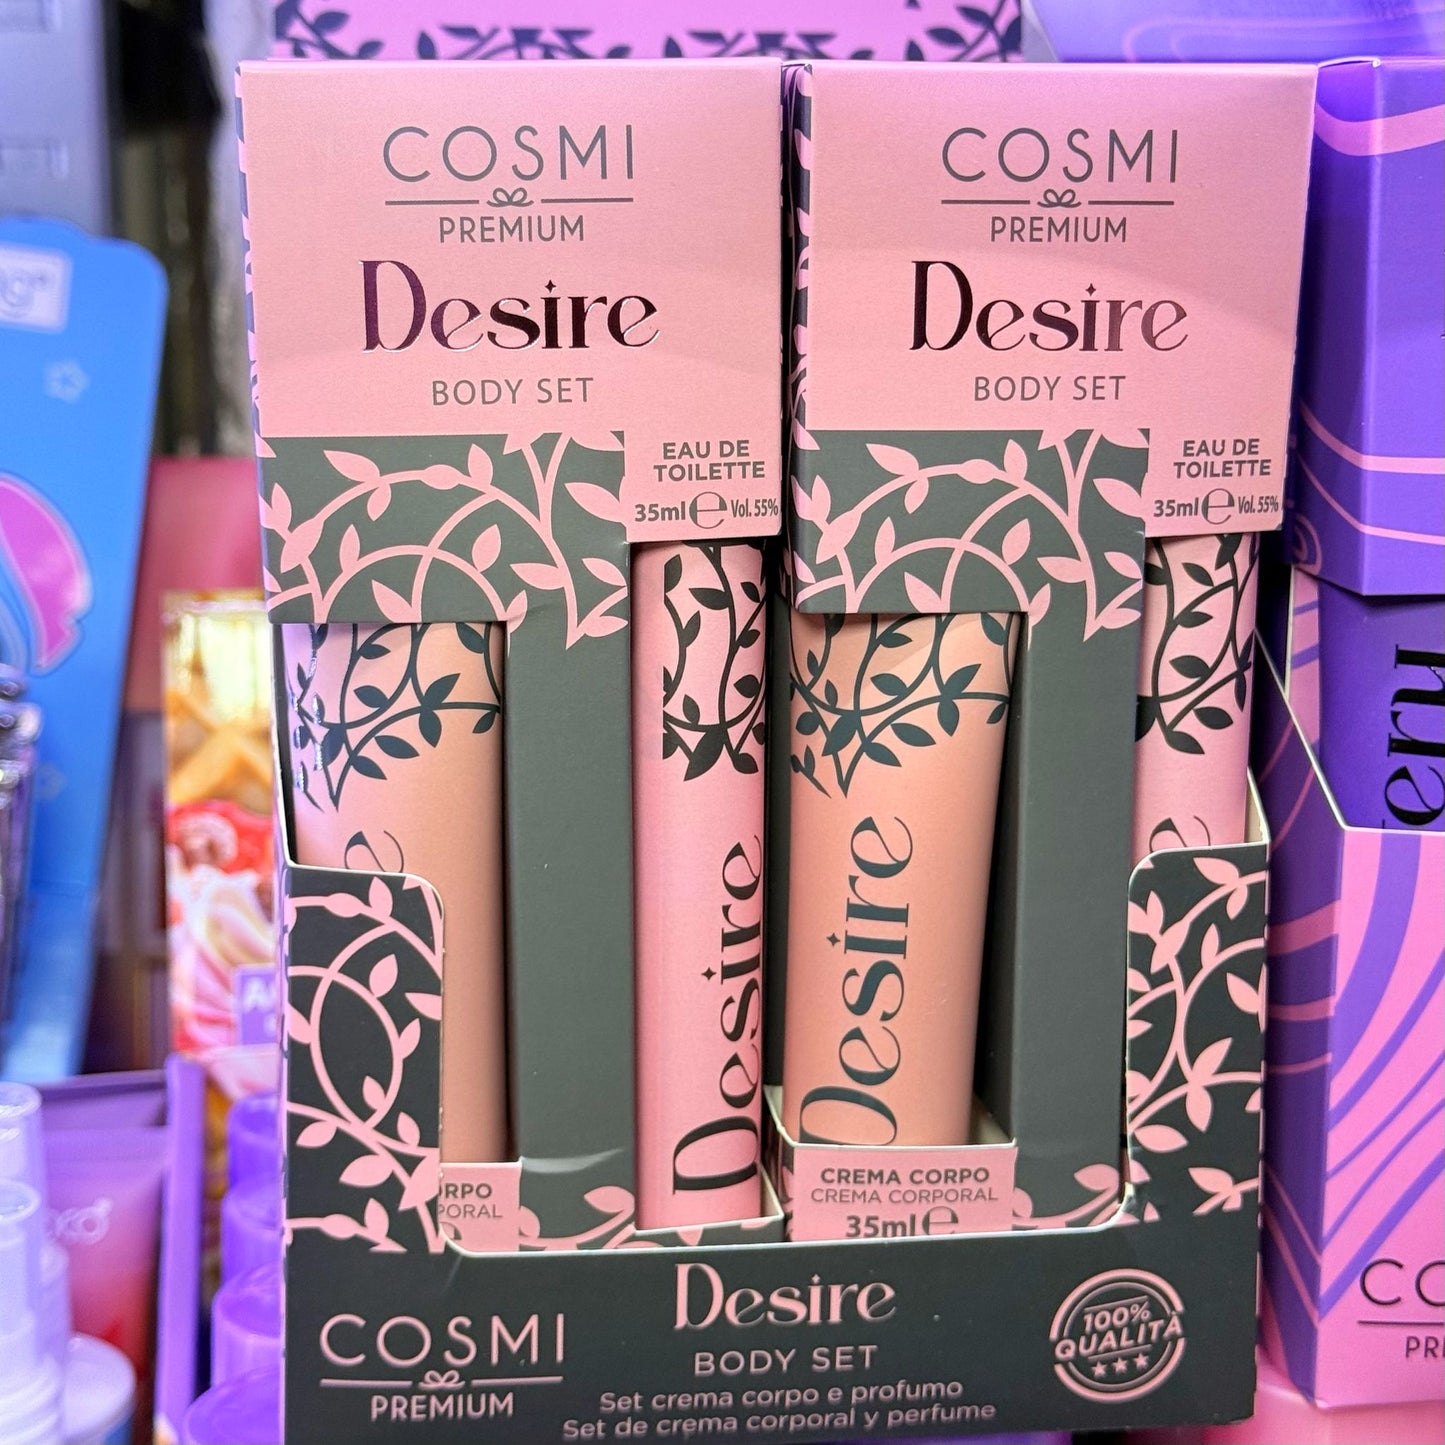 COSMI
PREMIUM
Desire
BODY SET
EAU DE
TOILETTE
35ml e Vol. 55%
Desire
COSMI
PREMIUM
Desire
BODY SET
EAU DE
TOILETTE
35ml e Vol. 55%
Desire
CREMA CORPO
CREMA CORPORAL
35ml e
COSMI
PREMIUM
Desire
BODY SET
Set crema corpo e profumo
Set de crema corporal y perfume
100%
QUALITÀ